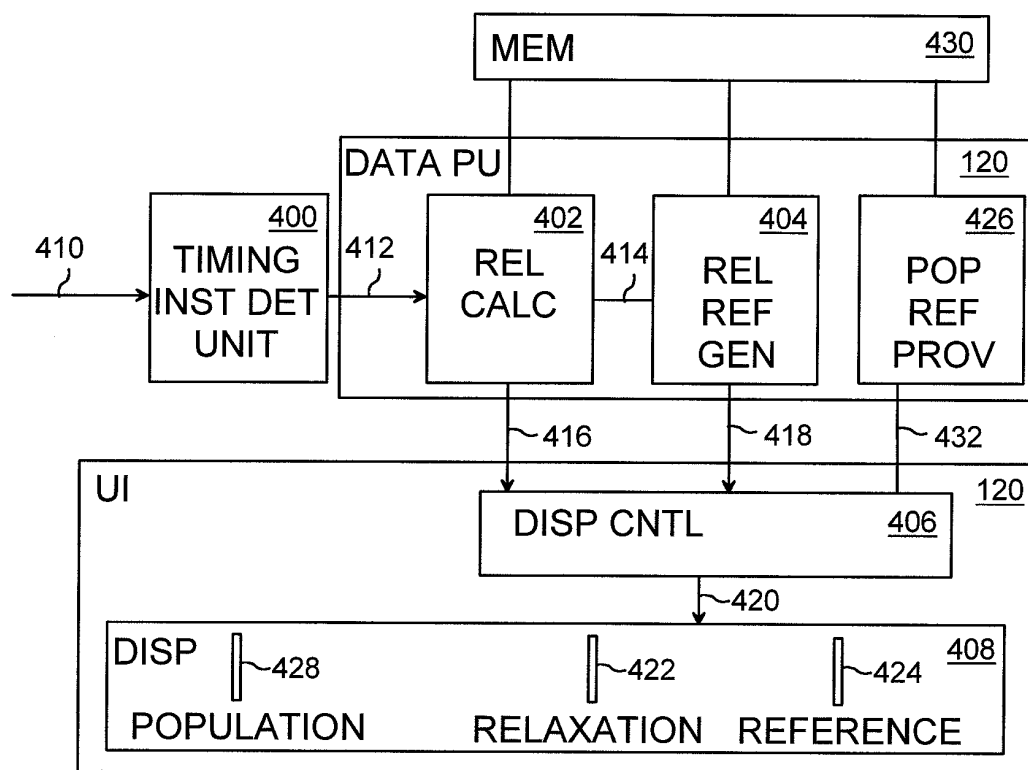 MEM 430
DATA PU 120
400
TIMING
INST DET
UNIT
402
REL
CALC
404
REL
REF
GEN
426
POP
REF
PROV
410
412
414
416
418
432
UI 120
DISP CNTL 406
420
DISP 408
428
422
424
POPULATION
RELAXATION
REFERENCE